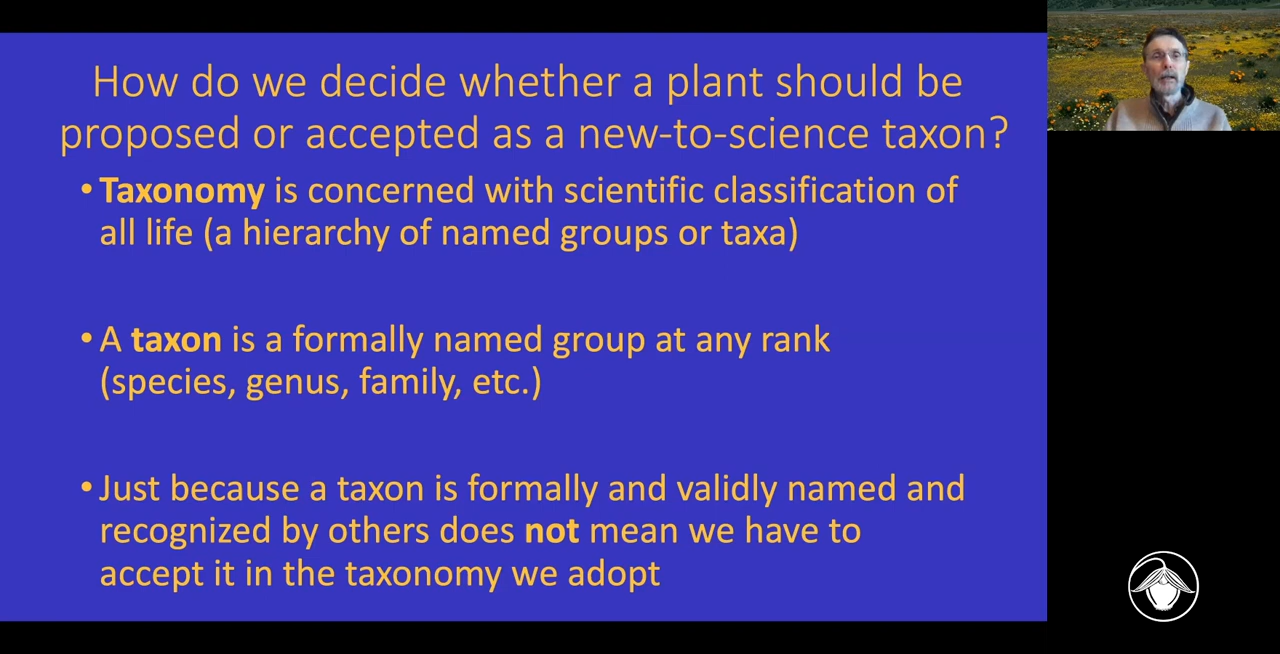 How do we decide whether a plant should be
proposed or accepted as a new-to-science taxon?
• Taxonomy is concerned with scientific classification of
all life (a hierarchy of named groups or taxa)
• A taxon is a formally named group at any rank
(species, genus, family, etc.)
• Just because a taxon is formally and validly named and
recognized by others does not mean we have to
accept it in the taxonomy we adopt